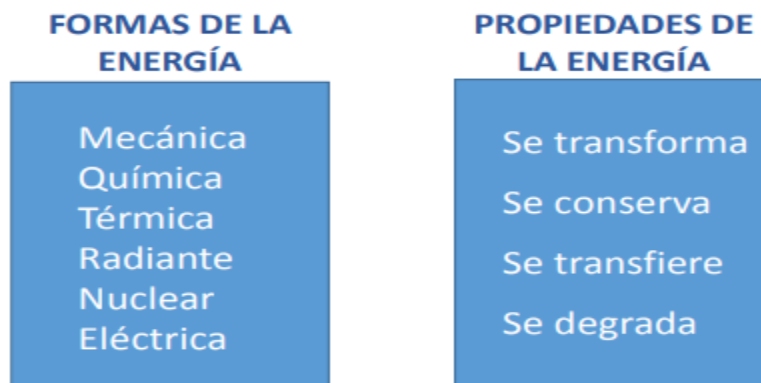 FORMAS DE LA
ENERGÍA
Mecánica
Química
Térmica
Radiante
Nuclear
Eléctrica
PROPIEDADES DE
LA ENERGÍA
Se transforma
Se conserva
Se transfiere
Se degrada